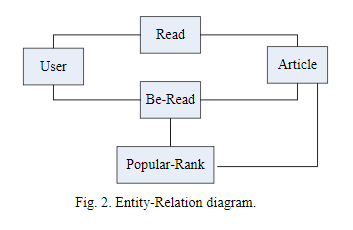 Read
User
Article
Be-Read
Popular-Rank
Fig. 2. Entity-Relation diagram.